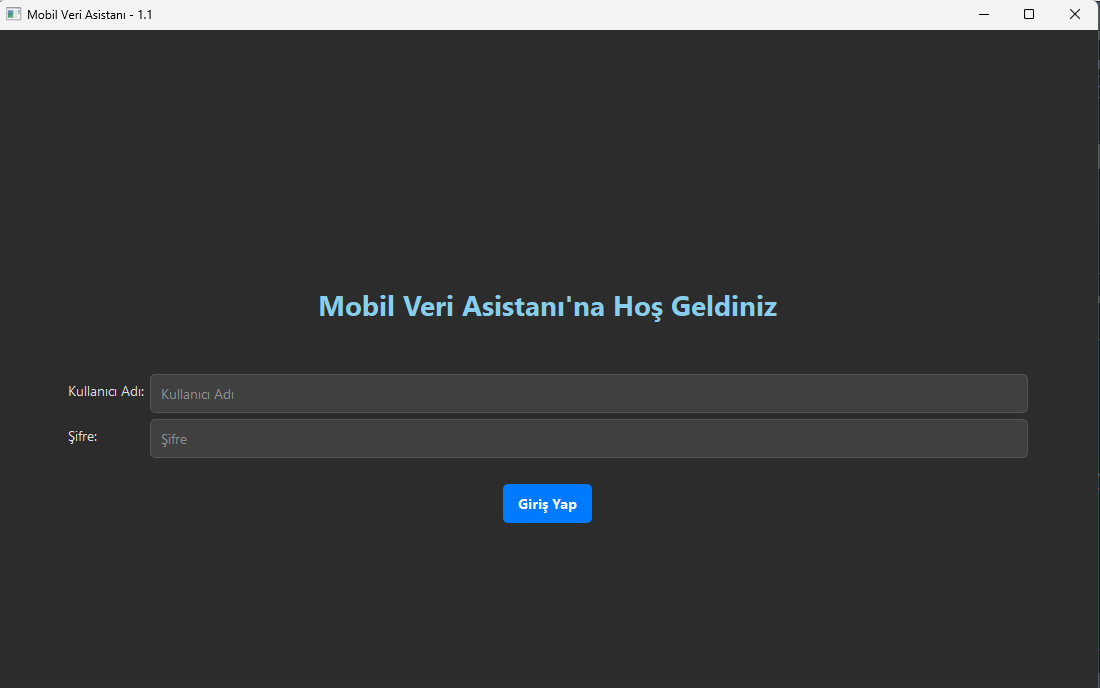 Mobil Veri Asistanı - 1.1
Mobil Veri Asistanı'na Hoş Geldiniz
Kullanıcı Adı: Kullanıcı Adı
Şifre: Şifre
Giriş Yap